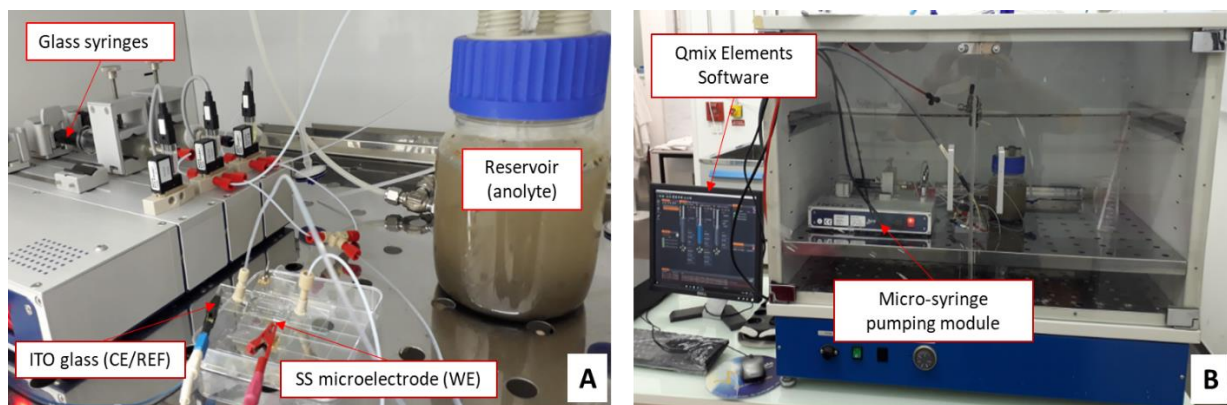 Glass syringes
Reservoir
(anolyte)
ITO glass (CE/REF)
SS microelectrode (WE)
A
Qmix Elements
Software
Micro-syringe
pumping module
B